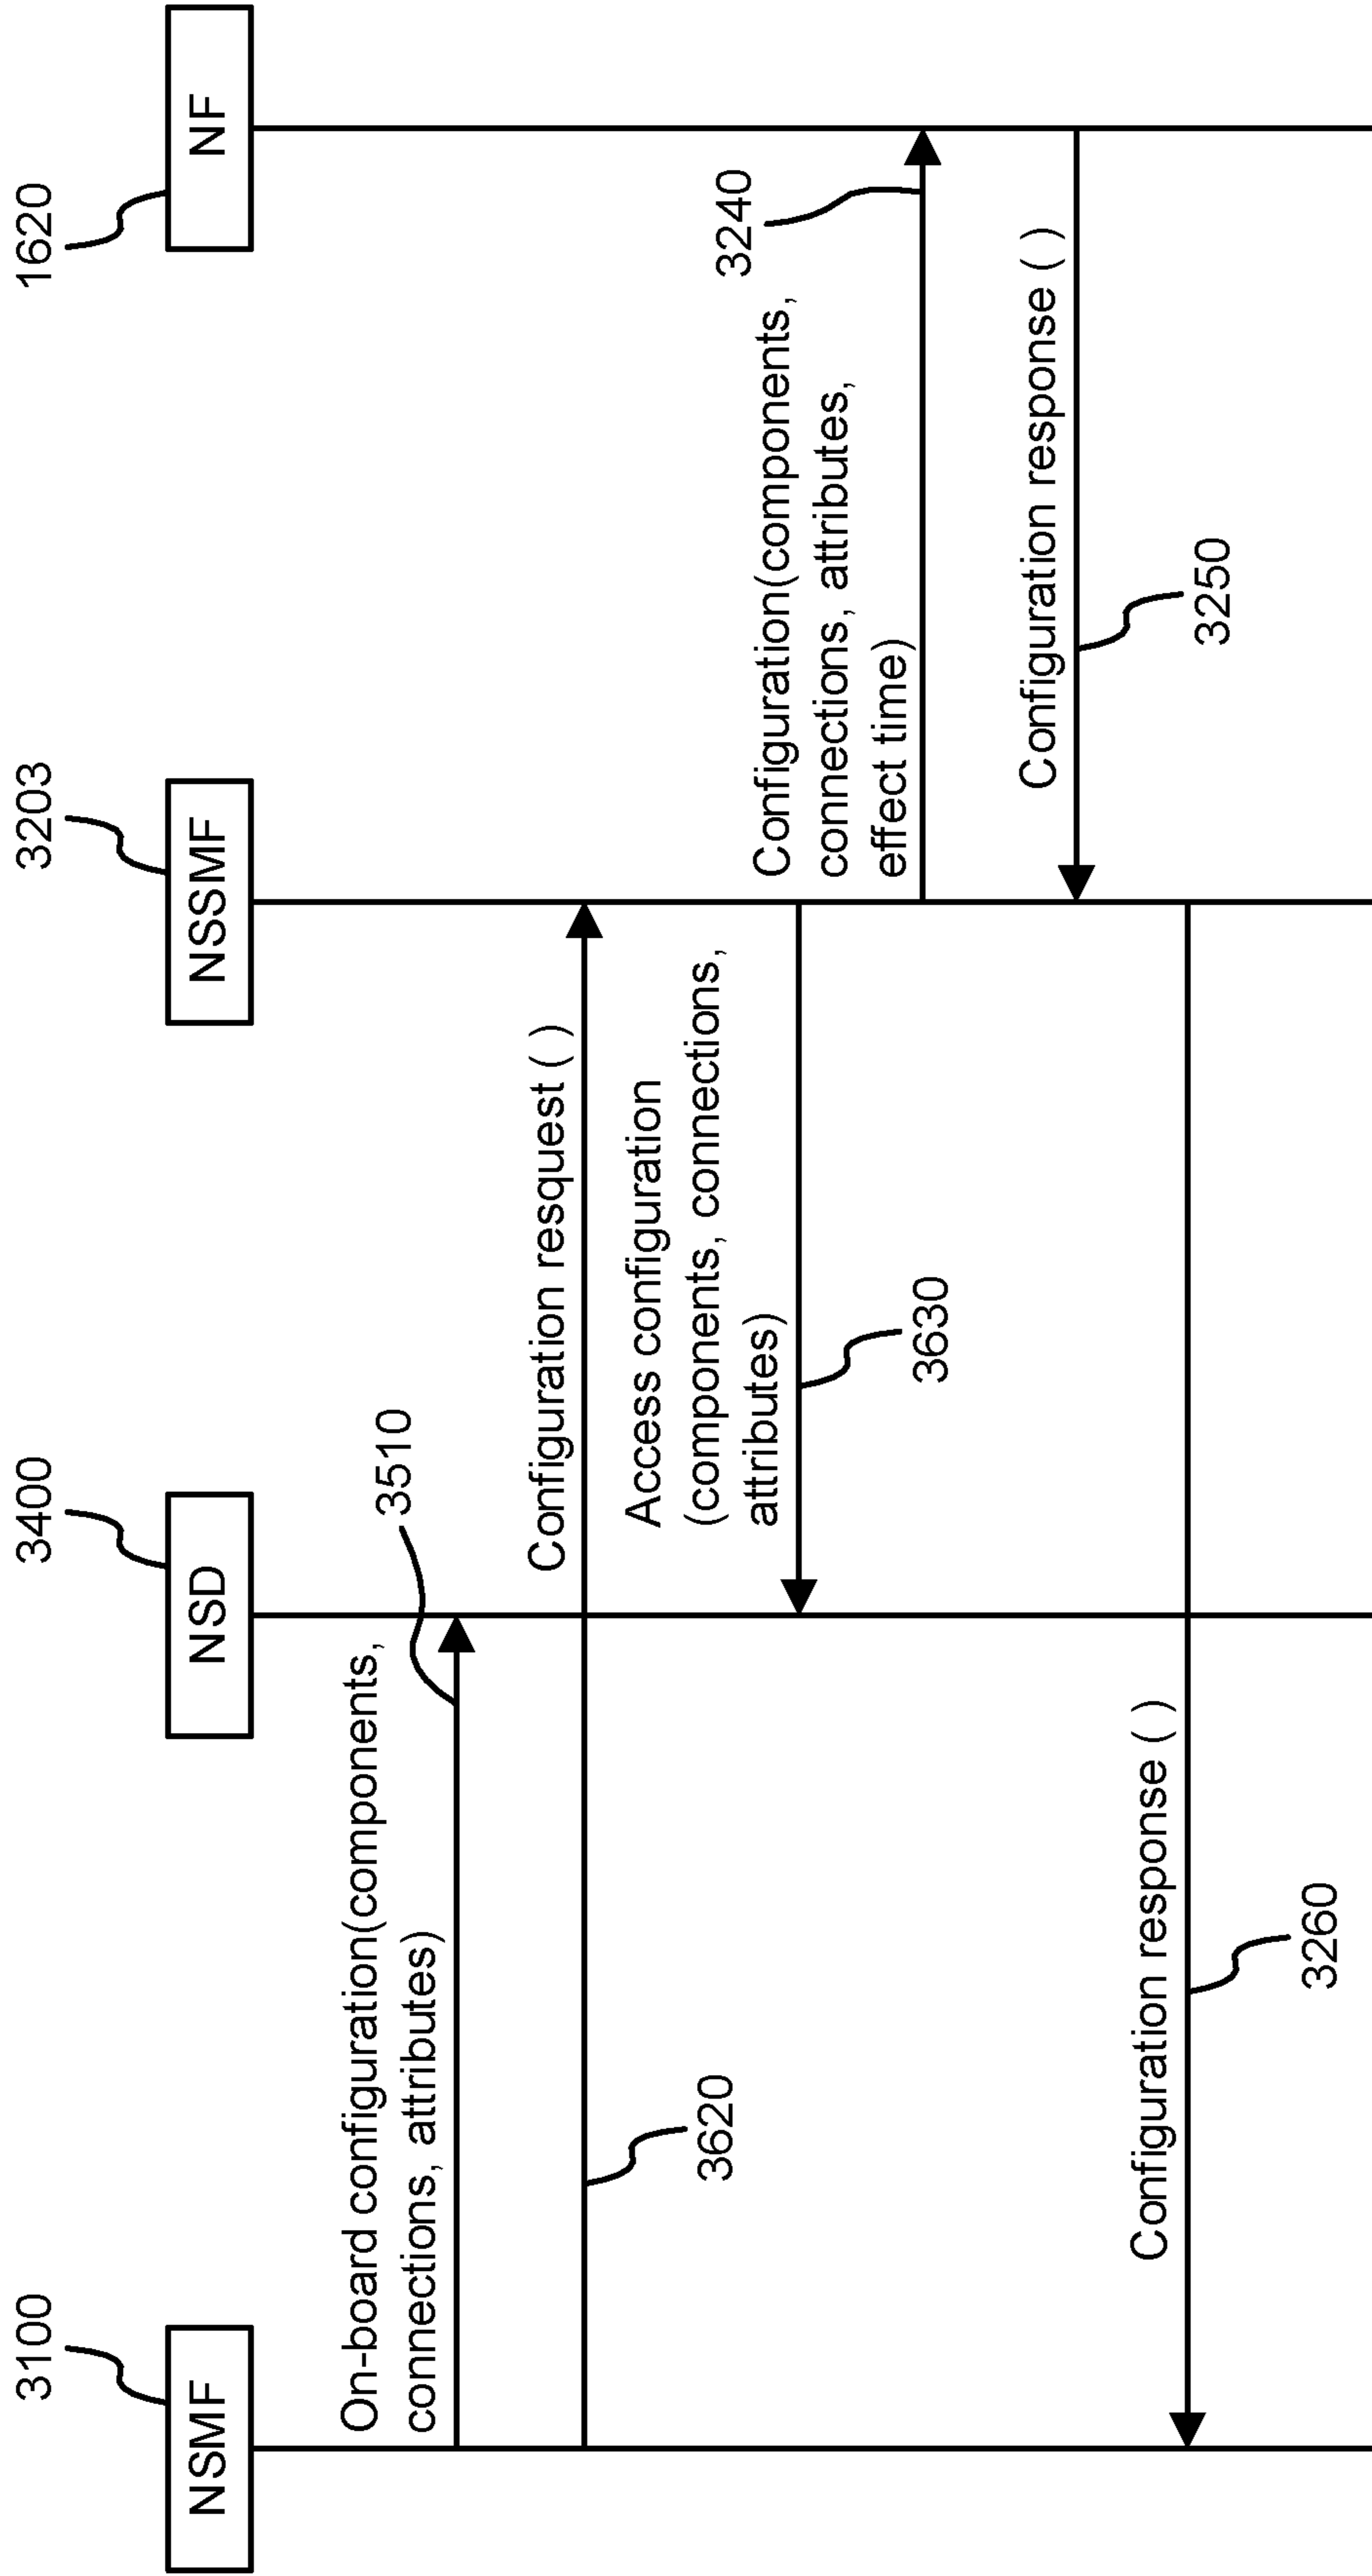 3100
3400
3203
1620
NSMF
NSD
NSSMF
NF
On-board configuration(components,
connections, attributes)
3510
Configuration resquest ( )
3620
Access configuration
(components, connections,
attributes)
3630
Configuration(components,
connections, attributes,
effect time)
3240
Configuration response ( )
3250
Configuration response ( )
3260